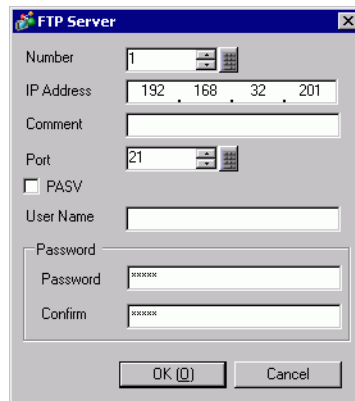 FTP Server
Number 1
IP Address 192 . 168 . 32 . 201
Comment
Port 21
PASV
User Name
Password
Password *****
Confirm *****
OK (O) Cancel